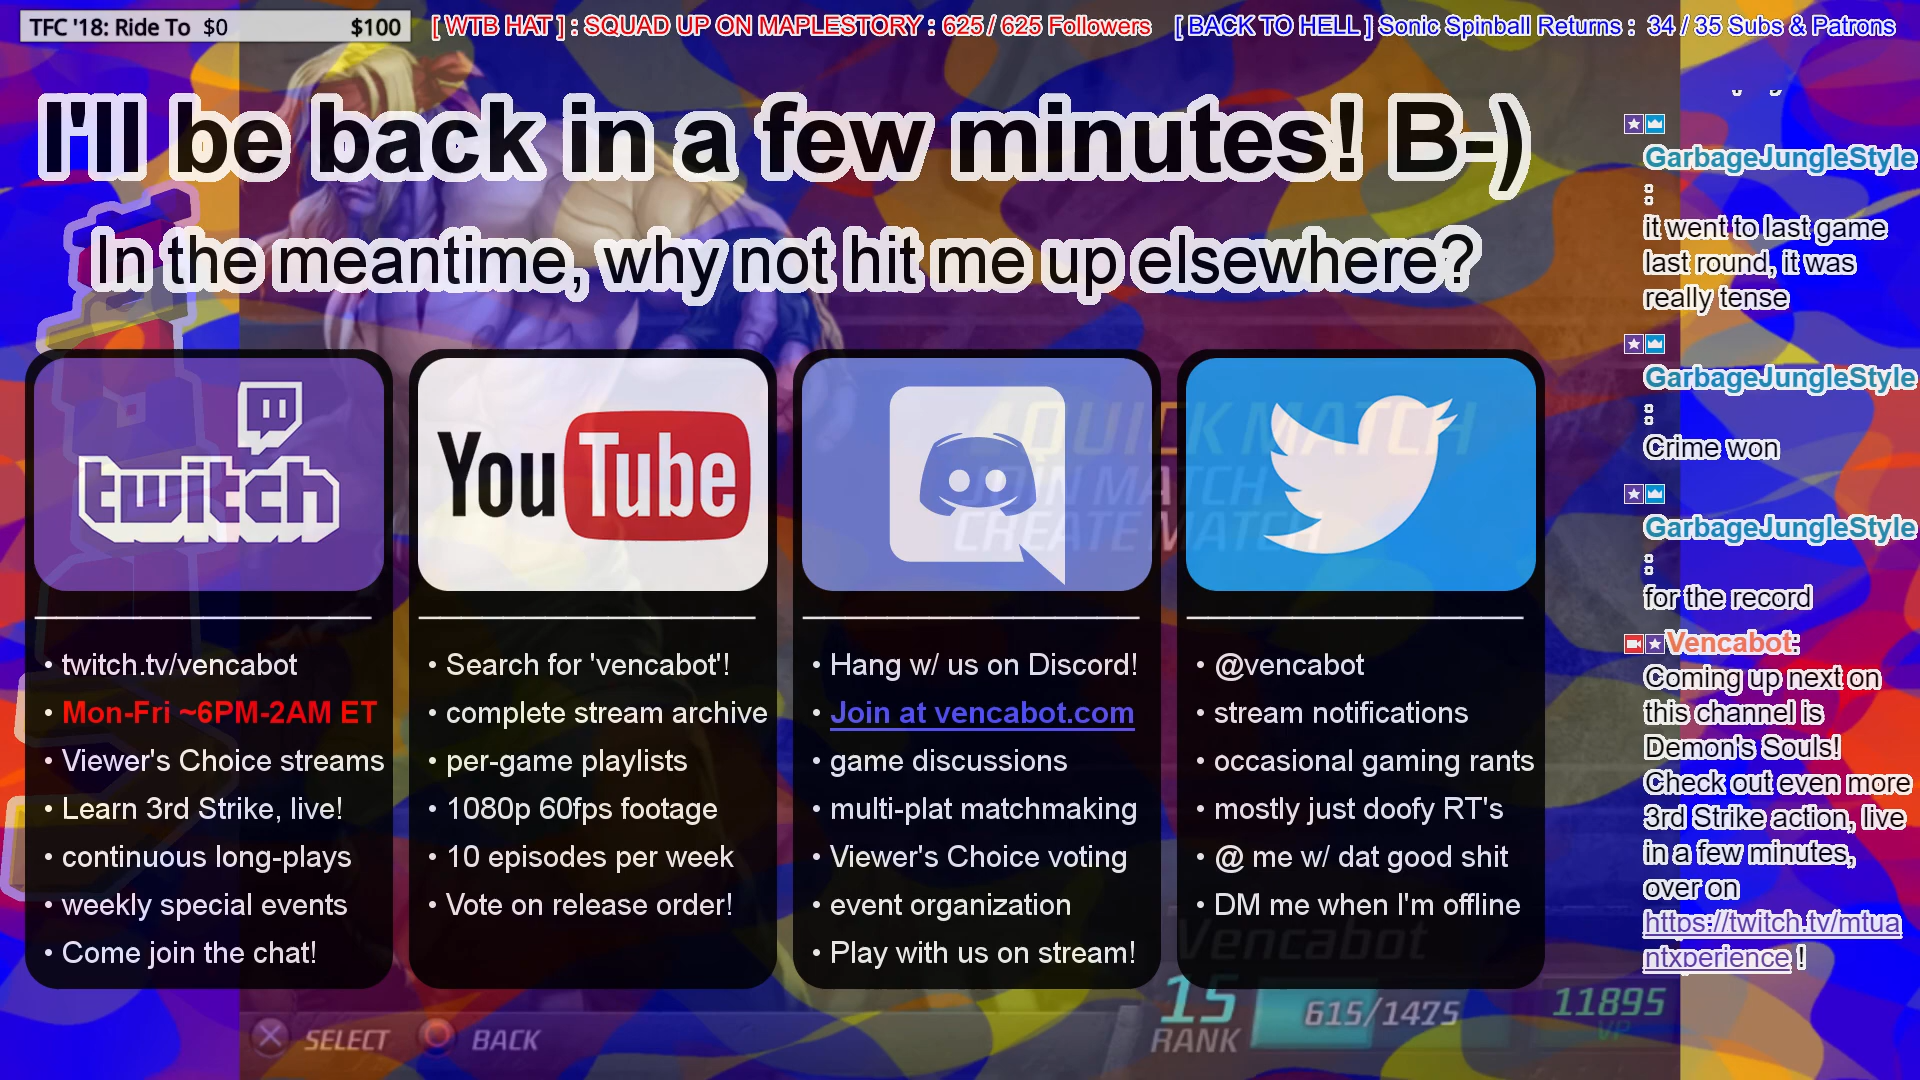 TFC '18: Ride To $0 $100
[ WTB HAT ] : SQUAD UP ON MAPLESTORY : 625 / 625 Followers
[ BACK TO HELL ] Sonic Spinball Returns : 34 / 35 Subs & Patrons
I'll be back in a few minutes! B-)
In the meantime, why not hit me up elsewhere?
twitch
• twitch.tv/vencabot
• Mon-Fri ~6PM-2AM ET
• Viewer's Choice streams
• Learn 3rd Strike, live!
• continuous long-plays
• weekly special events
• Come join the chat!
YouTube
• Search for 'vencabot'!
• complete stream archive
• per-game playlists
• 1080p 60fps footage
• 10 episodes per week
• Vote on release order!
QUICK MATCH
JOIN MATCH
CREATE MATCH
• Hang w/ us on Discord!
• Join at vencabot.com
• game discussions
• multi-plat matchmaking
• Viewer's Choice voting
• event organization
• Play with us on stream!
• @vencabot
• stream notifications
• occasional gaming rants
• mostly just doofy RT's
• @ me w/ dat good shit
• DM me when I'm offline
Vencabot
15
RANK
615/1475
11895
VP
SELECT
BACK
GarbageJungleStyle
:
it went to last game
last round, it was
really tense
GarbageJungleStyle
:
Crime won
GarbageJungleStyle
:
for the record
Vencabot:
Coming up next on
this channel is
Demon's Souls!
Check out even more
3rd Strike action, live
in a few minutes,
over on
https://twitch.tv/mtua
ntxperience !